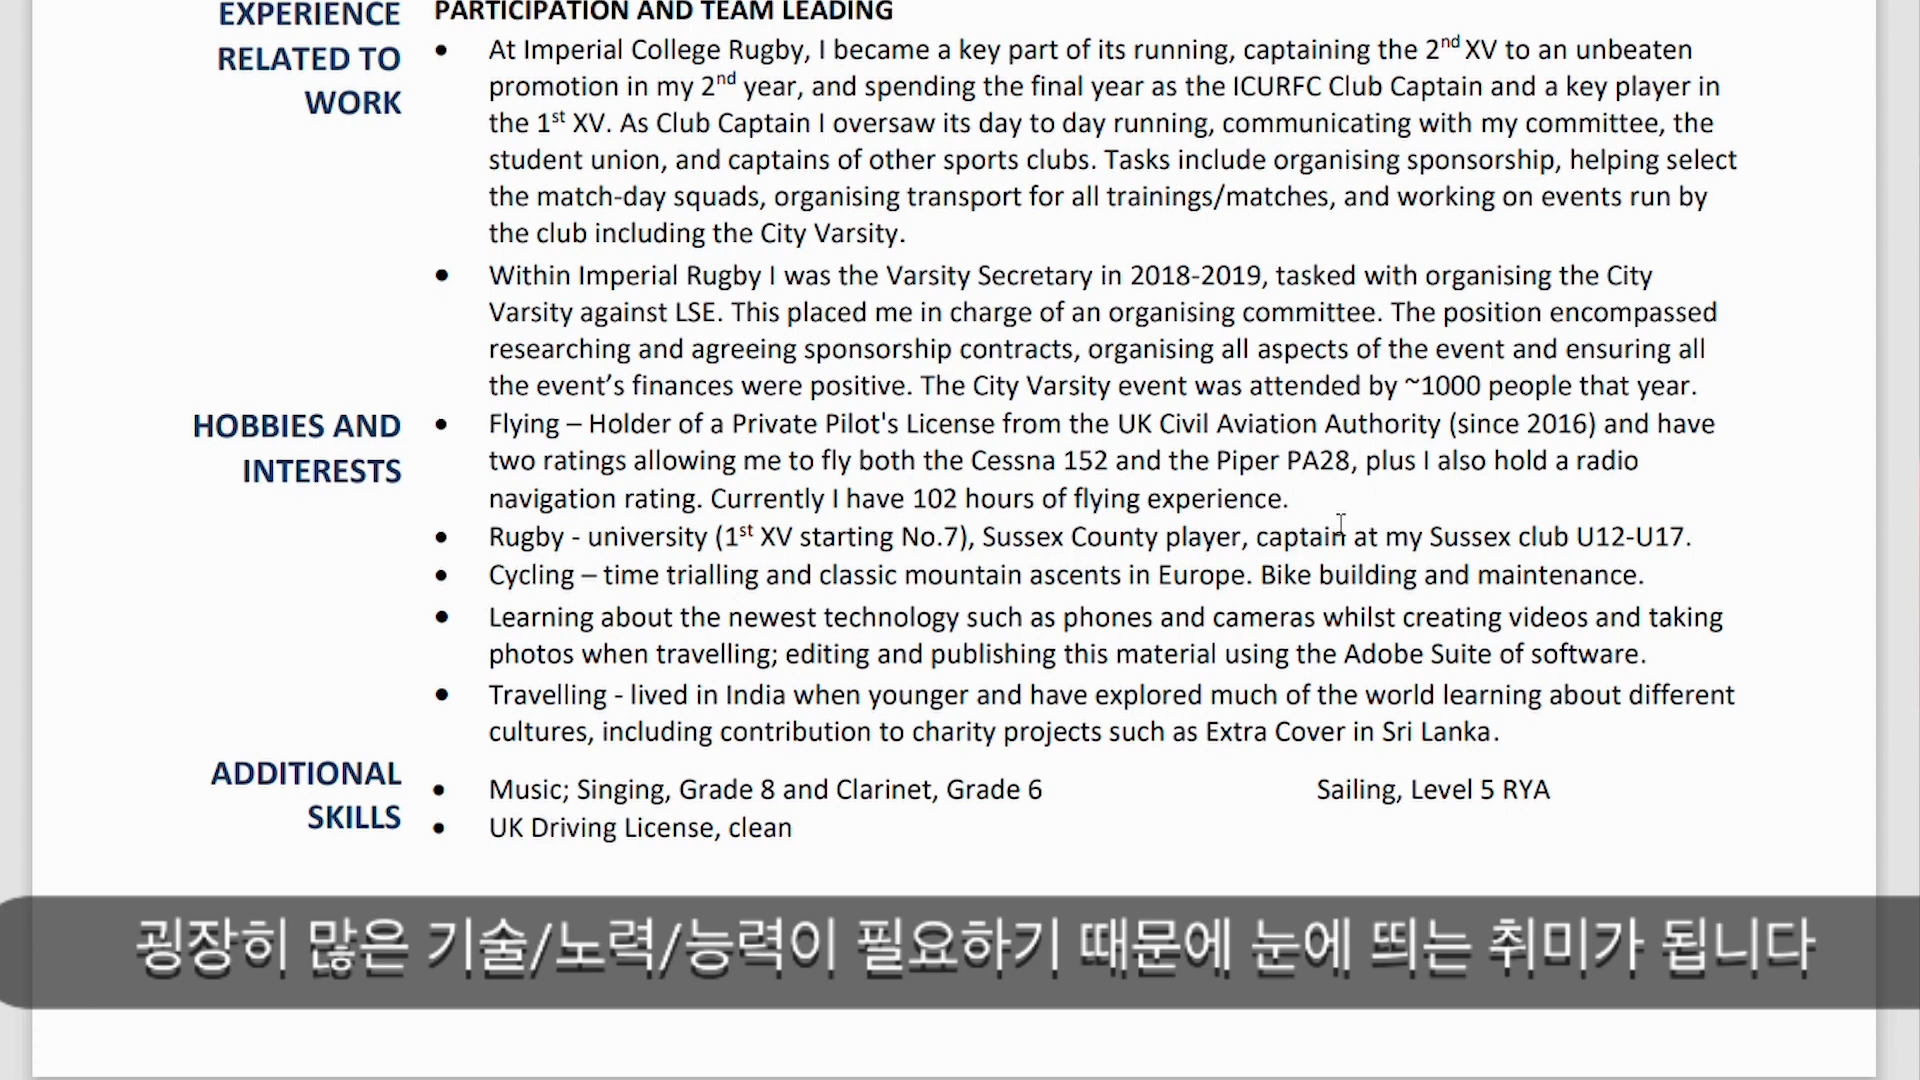 EXPERIENCE
RELATED TO
WORK
PARTICIPATION AND TEAM LEADING
• At Imperial College Rugby, I became a key part of its running, captaining the 2nd XV to an unbeaten
promotion in my 2nd year, and spending the final year as the ICURFC Club Captain and a key player in
the 1st XV. As Club Captain I oversaw its day to day running, communicating with my committee, the
student union, and captains of other sports clubs. Tasks include organising sponsorship, helping select
the match-day squads, organising transport for all trainings/matches, and working on events run by
the club including the City Varsity.
• Within Imperial Rugby I was the Varsity Secretary in 2018-2019, tasked with organising the City
Varsity against LSE. This placed me in charge of an organising committee. The position encompassed
researching and agreeing sponsorship contracts, organising all aspects of the event and ensuring all
the event’s finances were positive. The City Varsity event was attended by ~1000 people that year.
HOBBIES AND
INTERESTS
• Flying – Holder of a Private Pilot's License from the UK Civil Aviation Authority (since 2016) and have
two ratings allowing me to fly both the Cessna 152 and the Piper PA28, plus I also hold a radio
navigation rating. Currently I have 102 hours of flying experience.
• Rugby - university (1st XV starting No.7), Sussex County player, captain at my Sussex club U12-U17.
• Cycling – time trialling and classic mountain ascents in Europe. Bike building and maintenance.
• Learning about the newest technology such as phones and cameras whilst creating videos and taking
photos when travelling; editing and publishing this material using the Adobe Suite of software.
• Travelling - lived in India when younger and have explored much of the world learning about different
cultures, including contribution to charity projects such as Extra Cover in Sri Lanka.
ADDITIONAL
SKILLS
• Music; Singing, Grade 8 and Clarinet, Grade 6 Sailing, Level 5 RYA
• UK Driving License, clean
굉장히 많은 기술/노력/능력이 필요하기 때문에 눈에 띄는 취미가 됩니다